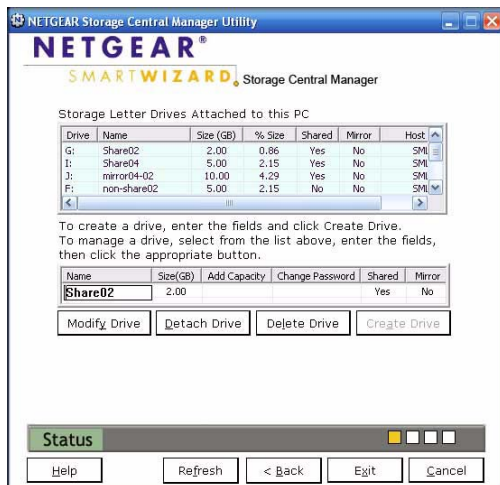 NETGEAR Storage Central Manager Utility
NETGEAR®
SMARTWIZARD Storage Central Manager
Storage Letter Drives Attached to this PC
Drive Name Size (GB) % Size Shared Mirror Host
G: Share02 2.00 0.86 Yes No SML
I: Share04 5.00 2.15 Yes No SML
J: mirror04-02 10.00 4.29 Yes No SML
F: non-share02 5.00 2.15 No No SML
To create a drive, enter the fields and click Create Drive.
To manage a drive, select from the list above, enter the fields,
then click the appropriate button.
Name Size(GB) Add Capacity Change Password Shared Mirror
Share02 2.00 Yes No
Modify Drive Detach Drive Delete Drive Create Drive
Status
Help Refresh < Back Exit Cancel